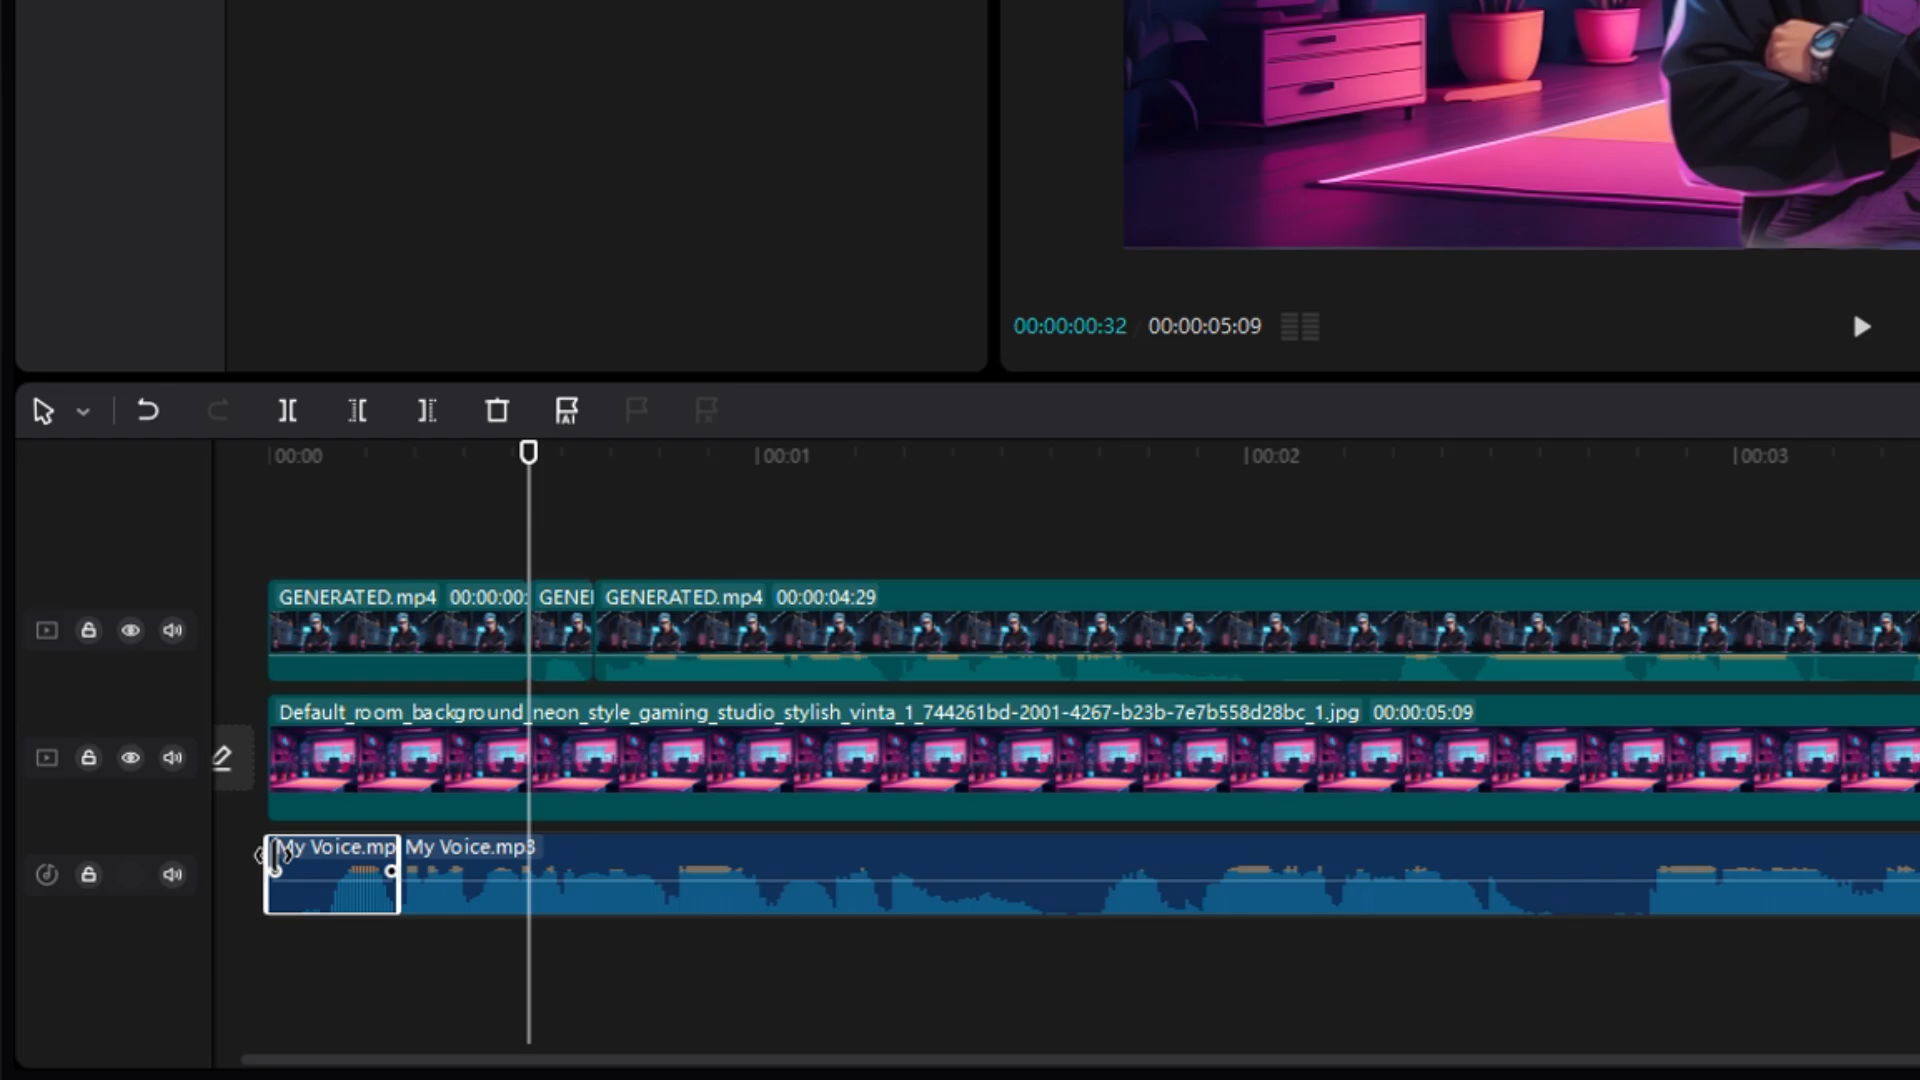 00:00:00:32 00:00:05:09
AI
00:00 00:01 00:02 00:03
GENERATED.mp4 00:00:00: GENE GENERATED.mp4 00:00:04:29
Default_room_background_neon_style_gaming_studio_stylish_vinta_1_744261bd-2001-4267-b23b-7e7b558d28bc_1.jpg 00:00:05:09
My Voice.mp My Voice.mp3